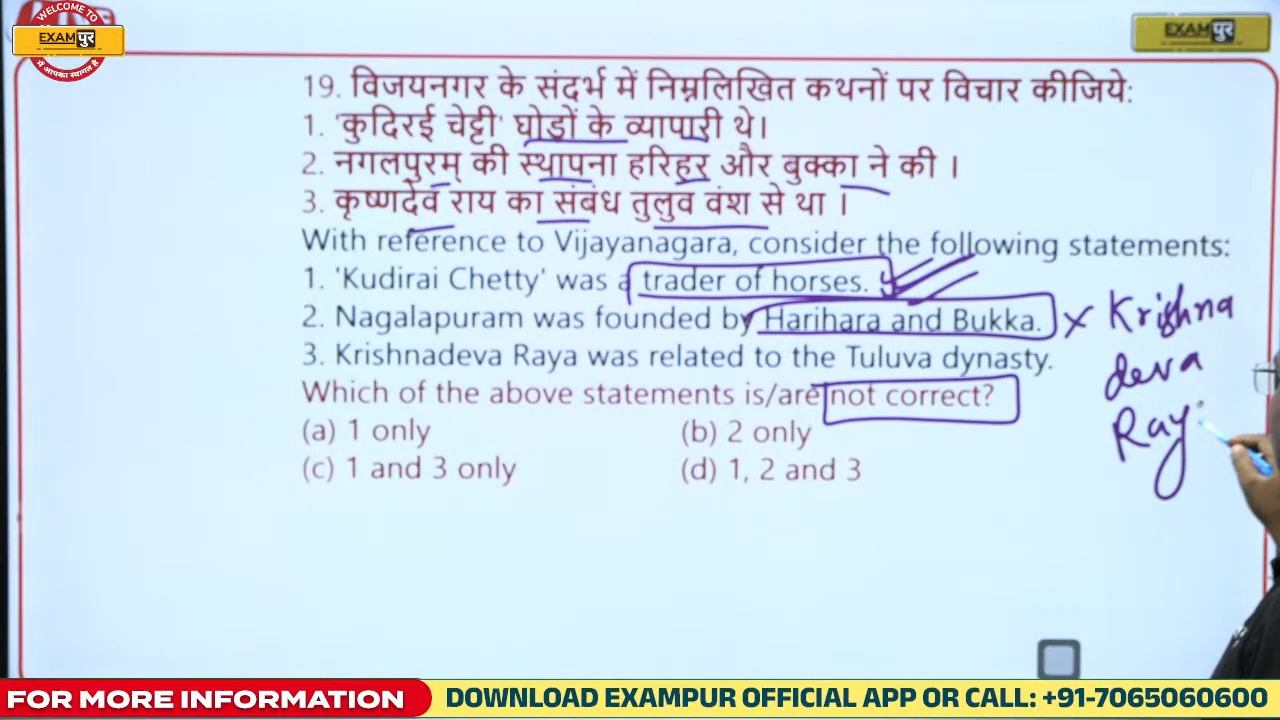 WELCOME TO
EXAMपुर
में आपका स्वागत है
EXAMपुर
19. विजयनगर के संदर्भ में निम्नलिखित कथनों पर विचार कीजिये:
1. 'कुदिरई चेट्टी' घोड़ों के व्यापारी थे।
2. नगलपुरम् की स्थापना हरिहर और बुक्का ने की ।
3. कृष्णदेव राय का संबंध तुलुव वंश से था ।
With reference to Vijayanagara, consider the following statements:
1. 'Kudirai Chetty' was a trader of horses.
2. Nagalapuram was founded by Harihara and Bukka. x Krishna
3. Krishnadeva Raya was related to the Tuluva dynasty. deva
Which of the above statements is/are not correct? Ray
(a) 1 only (b) 2 only
(c) 1 and 3 only (d) 1, 2 and 3
FOR MORE INFORMATION DOWNLOAD EXAMPUR OFFICIAL APP OR CALL: +91-7065060600